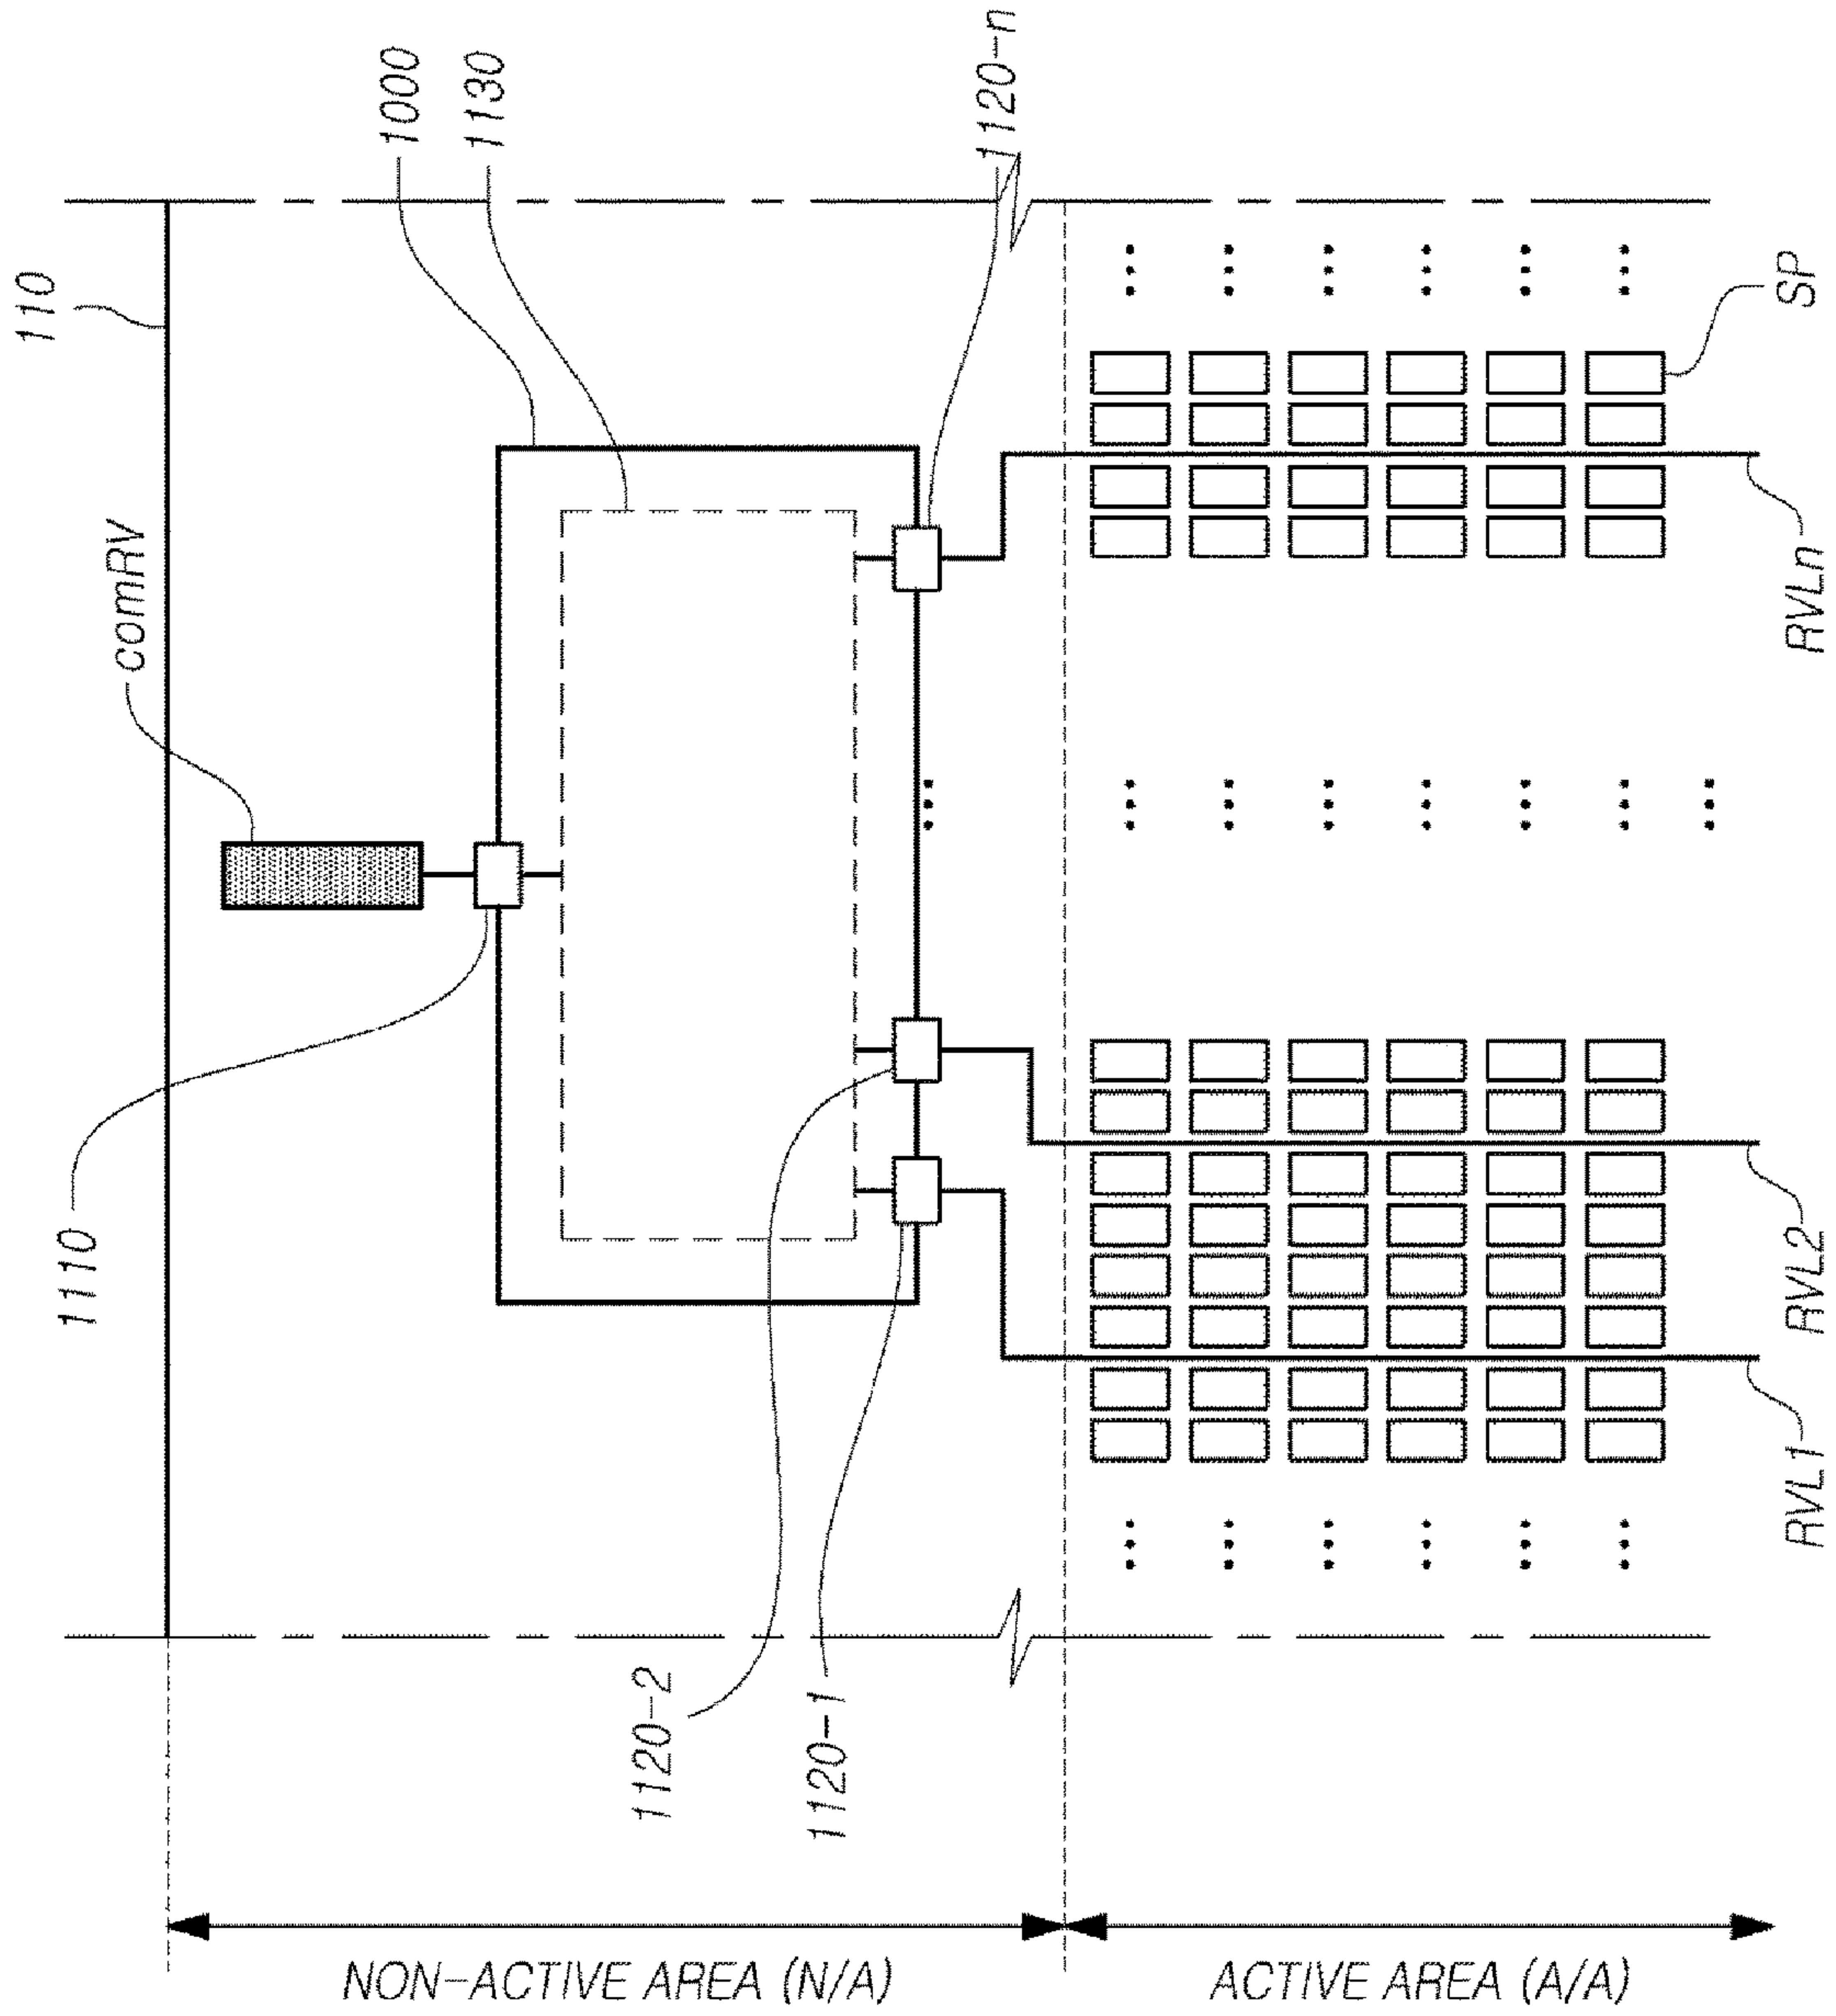 110
comRV
1000
1130
1120-n
1110
1120-2
1120-1
SP
RVLn
RVL2
RVL1
NON-ACTIVE AREA (N/A)
ACTIVE AREA (A/A)